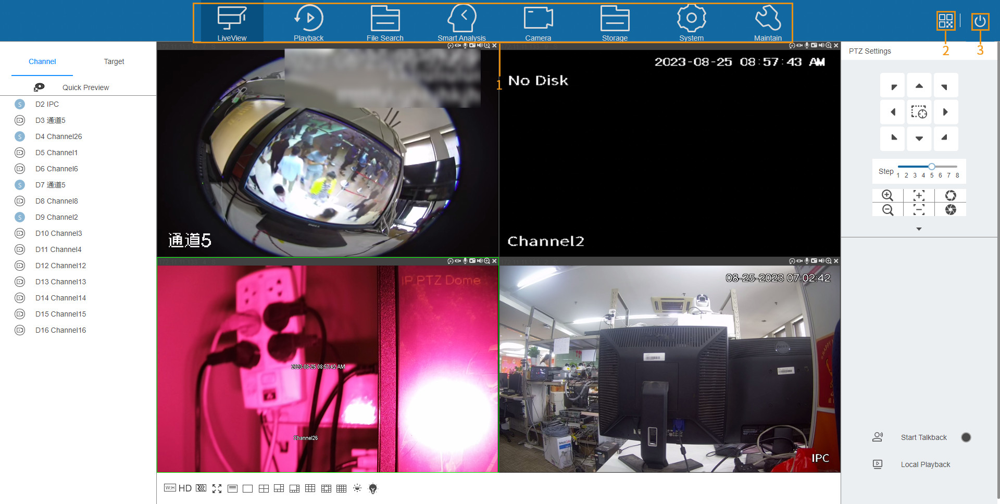 LiveView
Playback
File Search
Smart Analysis
Camera
Storage
System
Maintain
2
3
Channel
Target
Quick Preview
S D2 IPC
D3 通道5
S D4 Channel26
D5 Channel1
D6 Channel6
S D7 通道5
D8 Channel8
S D9 Channel2
D10 Channel3
D11 Channel4
D12 Channel12
D13 Channel13
D14 Channel14
D15 Channel15
D16 Channel16
通道5
1
2023-08-25 08:57:43 AM
No Disk
Channel2
IP PTZ Dome
2023-08-25 08:57:42 AM
Channel26
08-25-2023 07:02:42
IPC
W:H HD
PTZ Settings
Step
1 2 3 4 5 6 7 8
Start Talkback
Local Playback